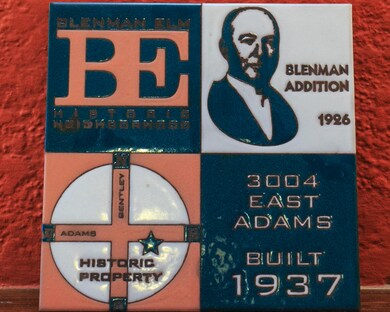 BLENMAN ELM
BE
HISTORIC
NEIGHBORHOOD
BLENMAN
ADDITION
1926
BENTLEY
ADAMS
HISTORIC
PROPERTY
3004
EAST
ADAMS
BUILT
1937